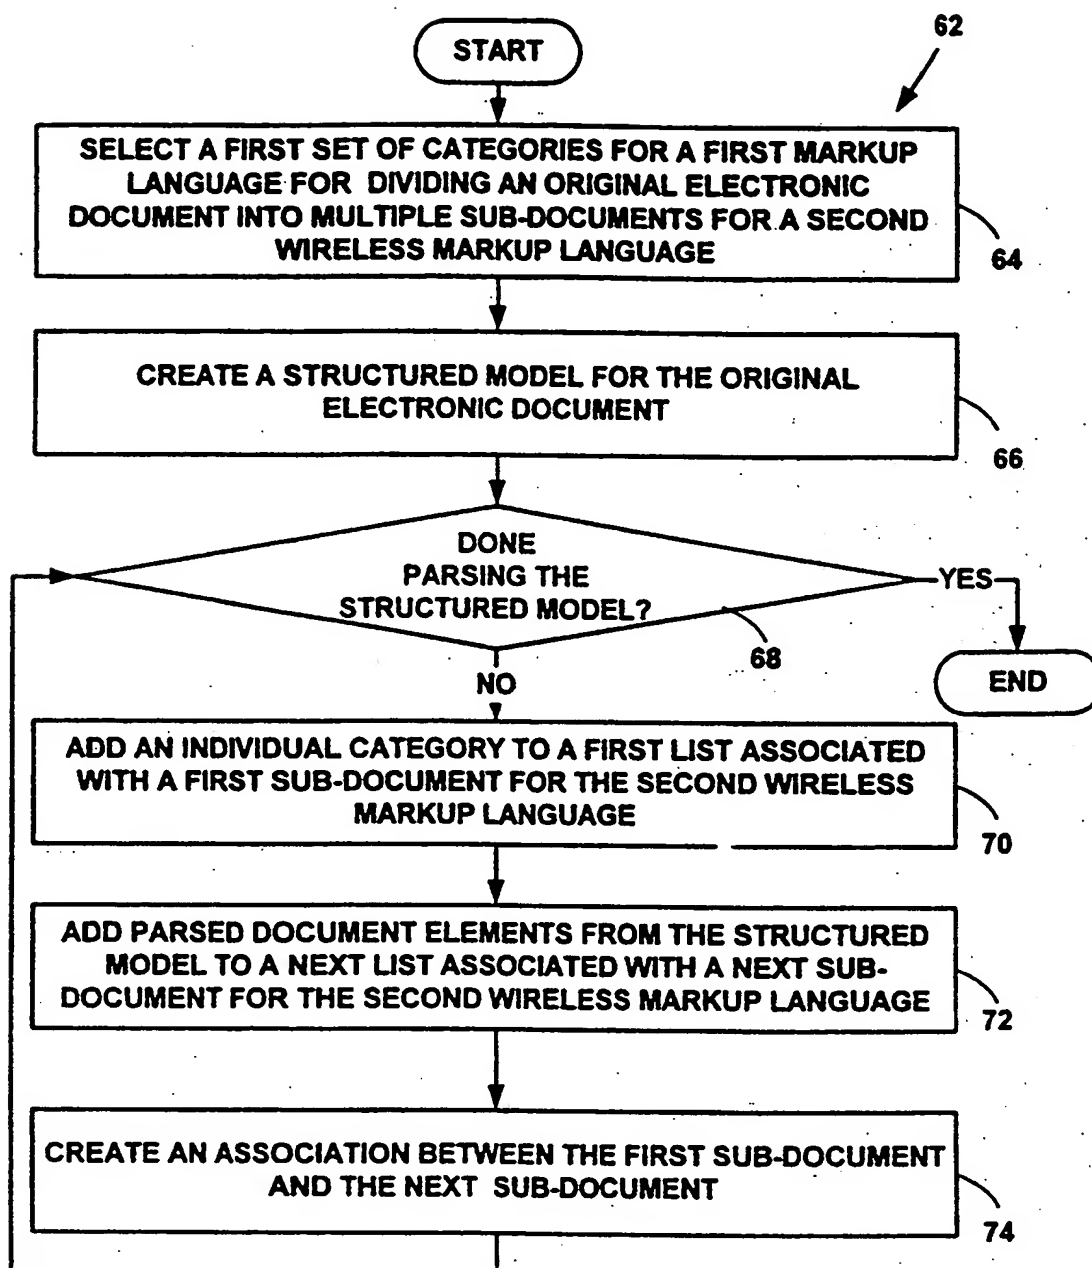 62
START
SELECT A FIRST SET OF CATEGORIES FOR A FIRST MARKUP
LANGUAGE FOR DIVIDING AN ORIGINAL ELECTRONIC
DOCUMENT INTO MULTIPLE SUB-DOCUMENTS FOR A SECOND
WIRELESS MARKUP LANGUAGE
64
CREATE A STRUCTURED MODEL FOR THE ORIGINAL
ELECTRONIC DOCUMENT
66
DONE
PARSING THE
STRUCTURED MODEL?
YES
68
NO
END
ADD AN INDIVIDUAL CATEGORY TO A FIRST LIST ASSOCIATED
WITH A FIRST SUB-DOCUMENT FOR THE SECOND WIRELESS
MARKUP LANGUAGE
70
ADD PARSED DOCUMENT ELEMENTS FROM THE STRUCTURED
MODEL TO A NEXT LIST ASSOCIATED WITH A NEXT SUB-
DOCUMENT FOR THE SECOND WIRELESS MARKUP LANGUAGE
72
CREATE AN ASSOCIATION BETWEEN THE FIRST SUB-DOCUMENT
AND THE NEXT SUB-DOCUMENT
74